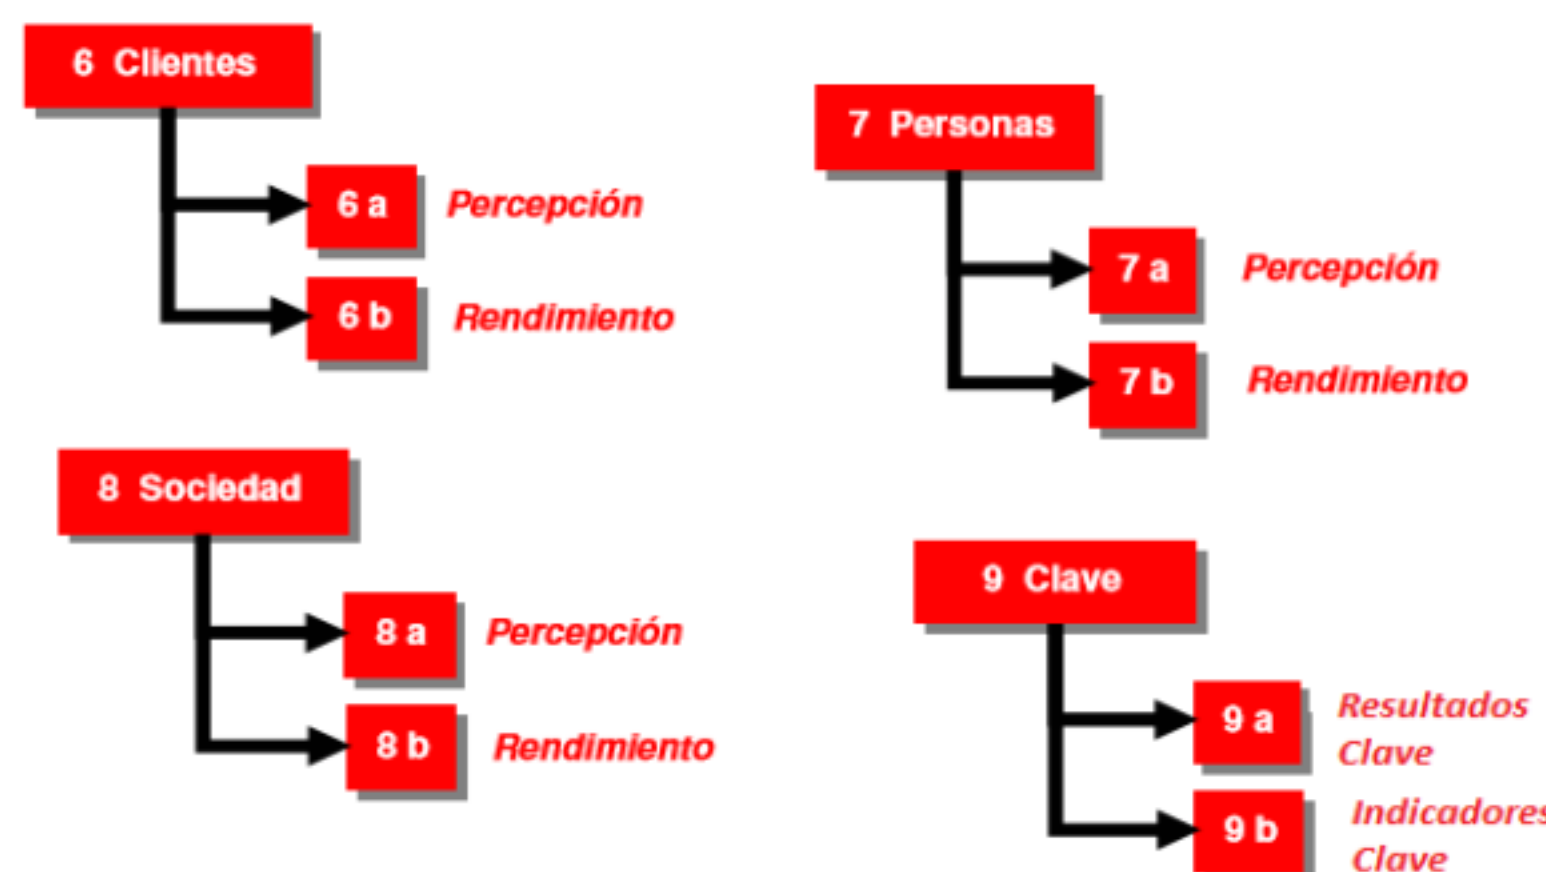 6 Clientes
6 a Percepción
6 b Rendimiento
7 Personas
7 a Percepción
7 b Rendimiento
8 Sociedad
8 a Percepción
8 b Rendimiento
9 Clave
9 a Resultados
Clave
9 b Indicadores
Clave